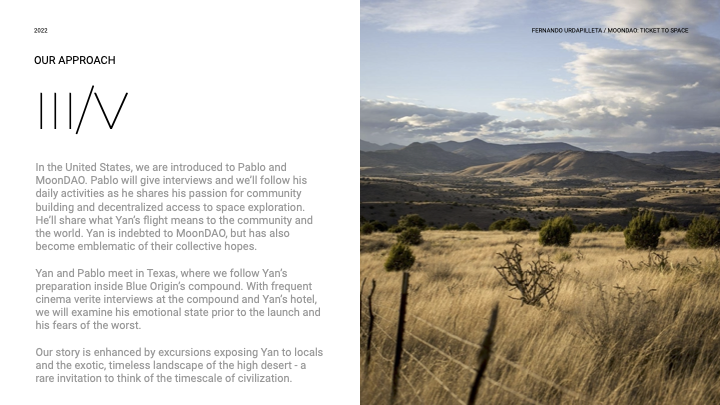 2022
FERNANDO URDAPILLETA / MOONDAO: TICKET TO SPACE
OUR APPROACH
III/V
In the United States, we are introduced to Pablo and
MoonDAO. Pablo will give interviews and we'll follow his
daily activities as he shares his passion for community
building and decentralized access to space exploration.
He'll share what Yan's flight means to the community and
the world. Yan is indebted to MoonDAO, but has also
become emblematic of their collective hopes.
Yan and Pablo meet in Texas, where we follow Yan's
preparation inside Blue Origin's compound. With frequent
cinema verite interviews at the compound and Yan's hotel,
we will examine his emotional state prior to the launch and
his fears of the worst.
Our story is enhanced by excursions exposing Yan to locals
and the exotic, timeless landscape of the high desert - a
rare invitation to think of the timescale of civilization.